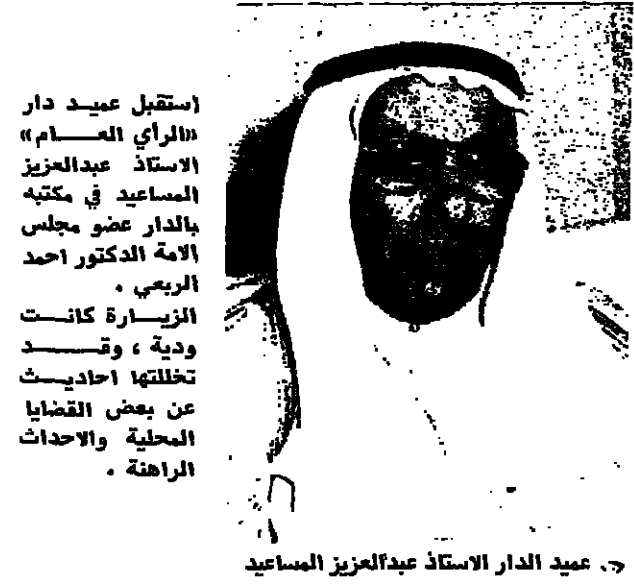 استقبل عميد دار
«الرأي العام»
الاستاذ عبدالعزيز
المساعيد في مكتبه
بالدار عضو مجلس
الامة الدكتور احمد
الربعي .
الزيارة كانت
ودية ، وقد
تخللتها احاديث
عن بعض القضايا
المحلية والاحداث
الراهنة .
عميد الدار الاستاذ عبدالعزيز المساعيد